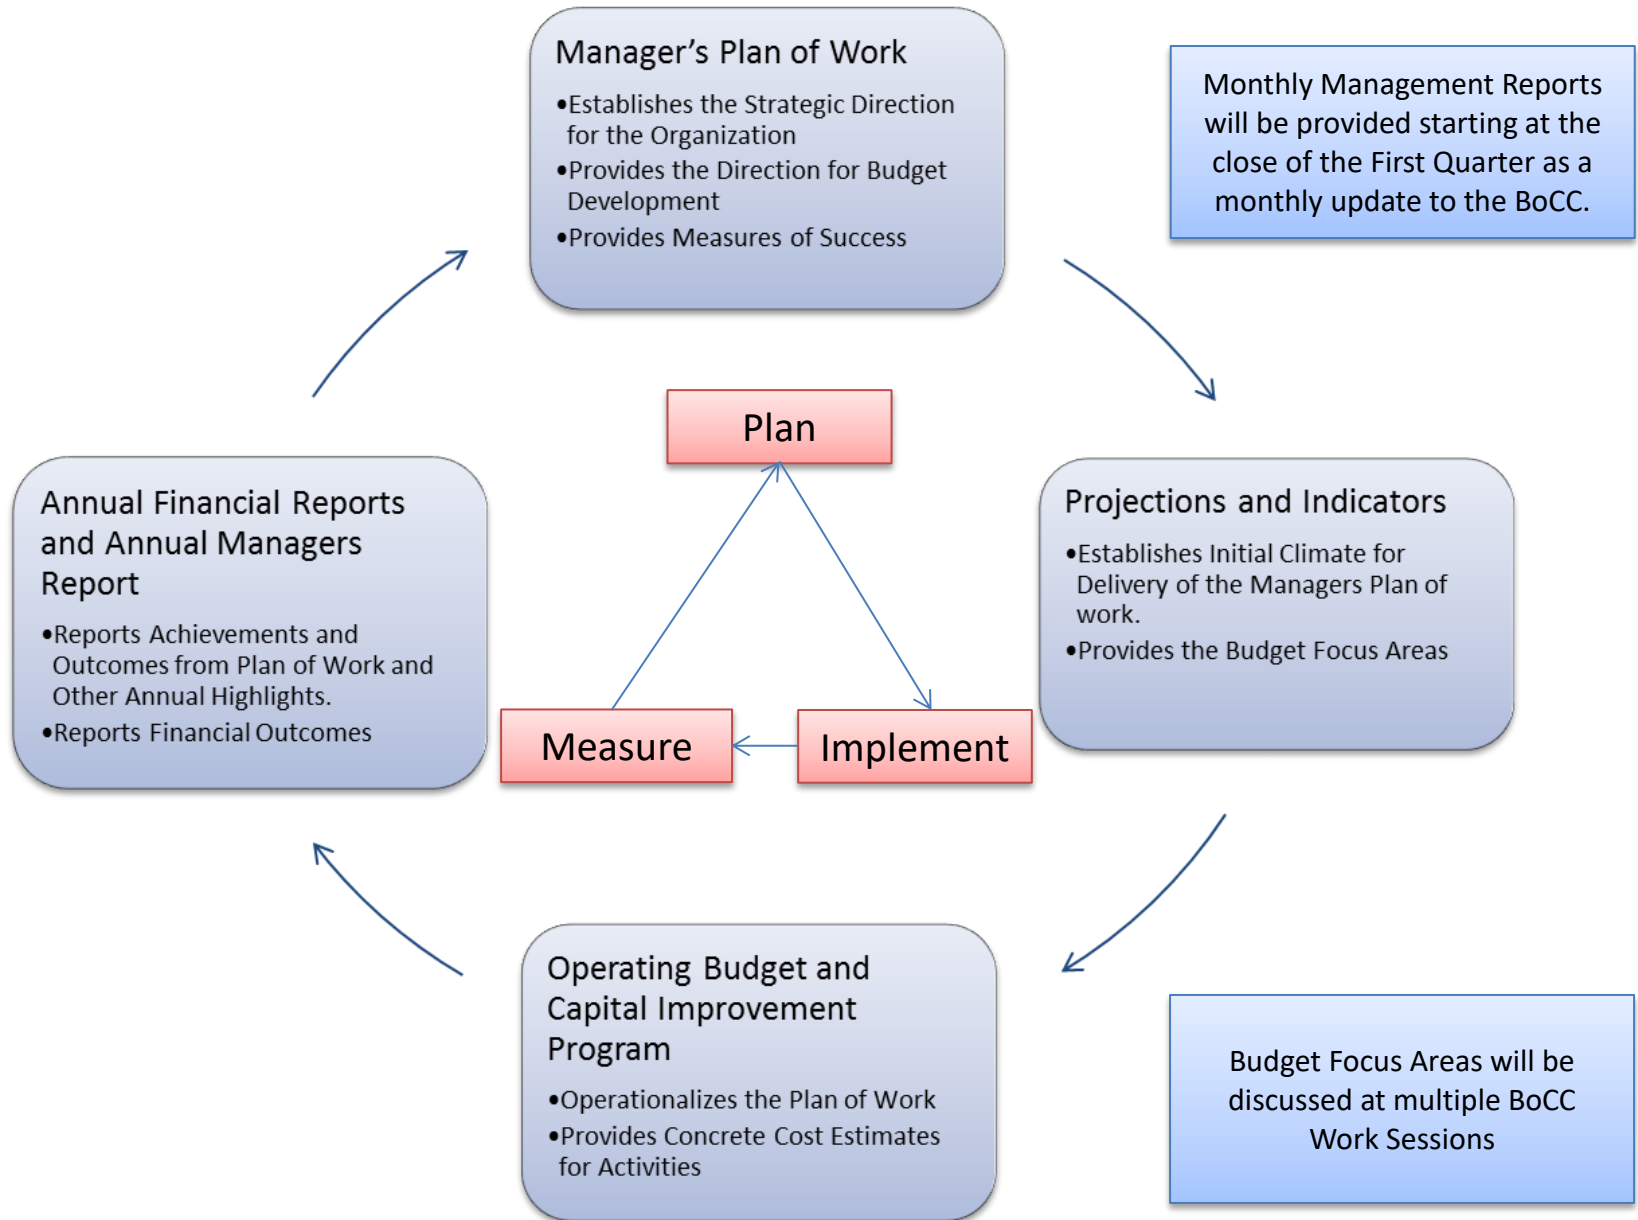 Manager’s Plan of Work
•Establishes the Strategic Direction
for the Organization
•Provides the Direction for Budget
Development
•Provides Measures of Success
Monthly Management Reports
will be provided starting at the
close of the First Quarter as a
monthly update to the BoCC.
Plan
Annual Financial Reports
and Annual Managers
Report
•Reports Achievements and
Outcomes from Plan of Work and
Other Annual Highlights.
•Reports Financial Outcomes
Projections and Indicators
•Establishes Initial Climate for
Delivery of the Managers Plan of
work.
•Provides the Budget Focus Areas
Measure
Implement
Operating Budget and
Capital Improvement
Program
•Operationalizes the Plan of Work
•Provides Concrete Cost Estimates
for Activities
Budget Focus Areas will be
discussed at multiple BoCC
Work Sessions